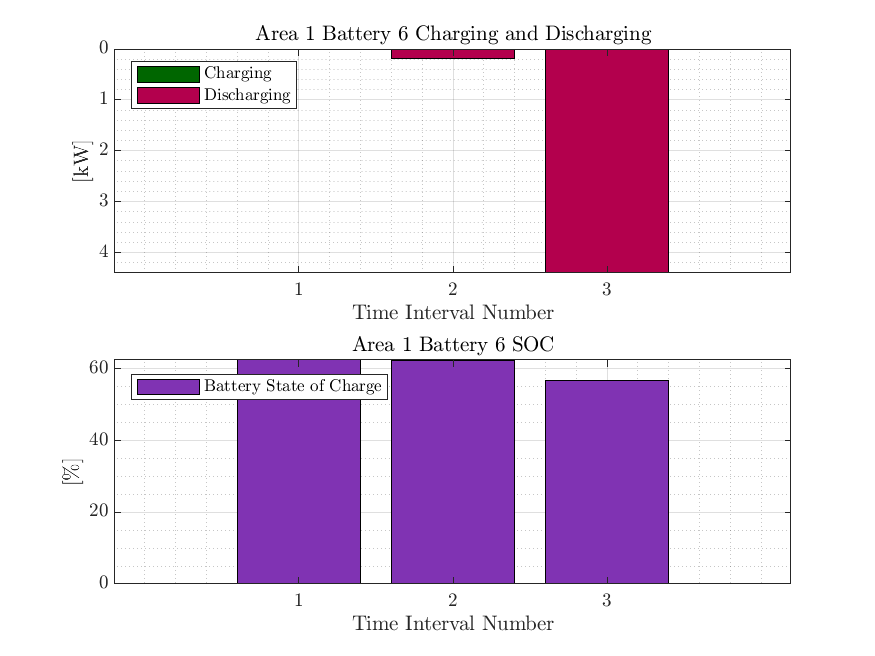 Area 1 Battery 6 Charging and Discharging
0
1
2
3
4
[kW]
Charging
Discharging
1 2 3
Time Interval Number
Area 1 Battery 6 SOC
60
40
20
0
[%]
Battery State of Charge
1 2 3
Time Interval Number